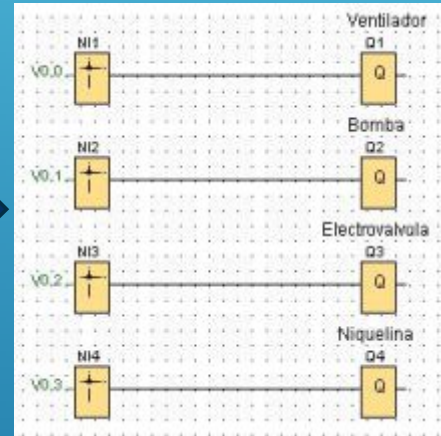 Ventilador
NI1 Q1
V0.0 Q
Bomba
NI2 Q2
V0.1 Q
Electrovalvula
NI3 Q3
V0.2 Q
Niquelina
NI4 Q4
V0.3 Q